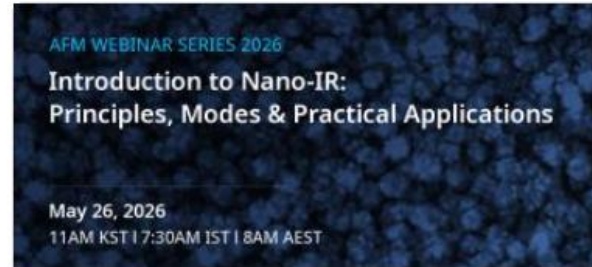 AFM WEBINAR SERIES 2026
Introduction to Nano-IR:
Principles, Modes & Practical Applications
May 26, 2026
11AM KST I 7:30AM IST I 8AM AEST